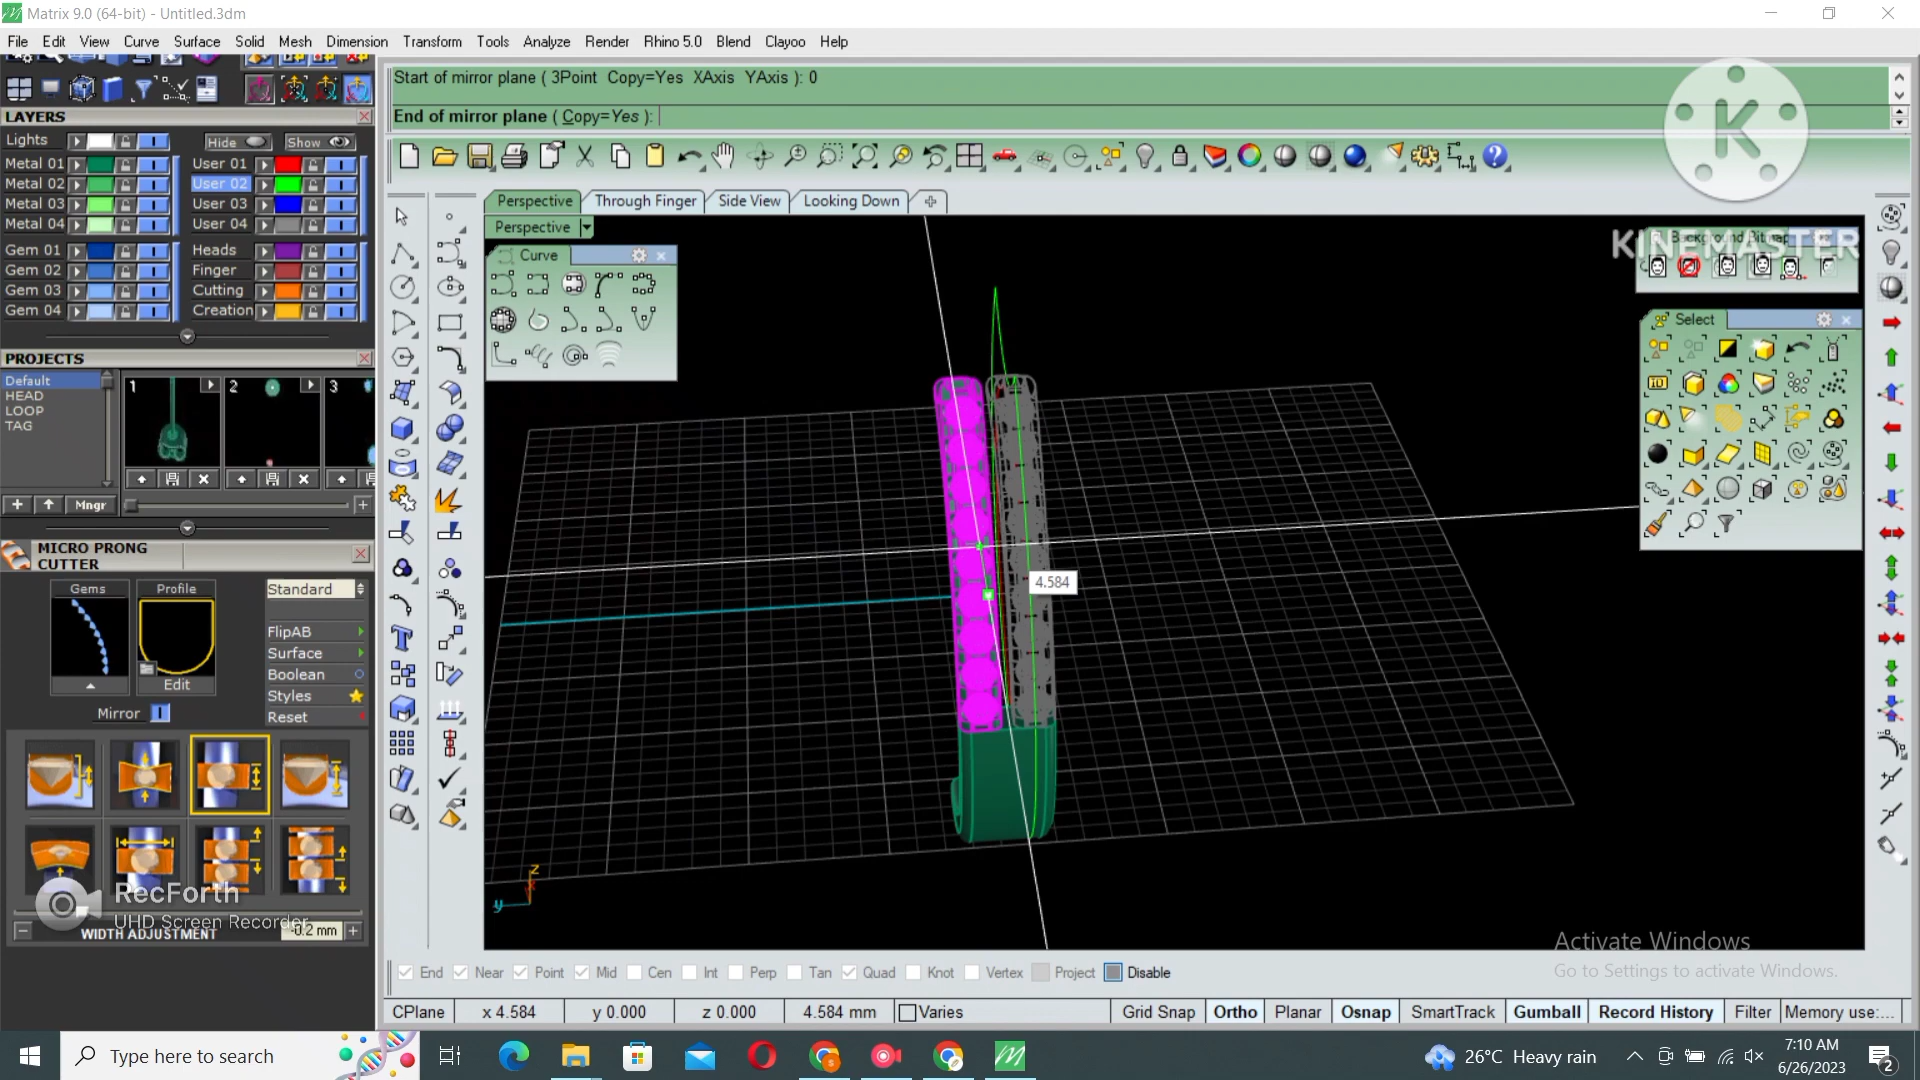 Matrix 9.0 (64-bit) - Untitled.3dm
File Edit View Curve Surface Solid Mesh Dimension Transform Tools Analyze Render Rhino 5.0 Blend Clayoo Help
Start of mirror plane ( 3Point Copy=Yes XAxis YAxis ): 0
End of mirror plane ( Copy=Yes ):
K
LAYERS
Lights Hide Show
Metal 01 User 01
Metal 02 User 02
Metal 03 User 03
Metal 04 User 04
Gem 01 Heads
Gem 02 Finger
Gem 03 Cutting
Gem 04 Creation
PROJECTS
Default
HEAD
LOOP
TAG
1 2 3
Mngr
MICRO PRONG
CUTTER
Gems Profile Standard
FlipAB
Surface
Boolean
Edit
Styles
Mirror
Reset
RecForth
UHD Screen Recorder
WIDTH ADJUSTMENT -0.2 mm
Perspective Through Finger Side View Looking Down
Perspective
Curve
KINEMASTER
Background Bitmap
Select
4.584
z
y
Activate Windows
Go to Settings to activate Windows.
End Near Point Mid Cen Int Perp Tan Quad Knot Vertex Project Disable
CPlane x 4.584 y 0.000 z 0.000 4.584 mm Varies Grid Snap Ortho Planar Osnap SmartTrack Gumball Record History Filter Memory use:...
Type here to search
26°C Heavy rain
7:10 AM
6/26/2023
2